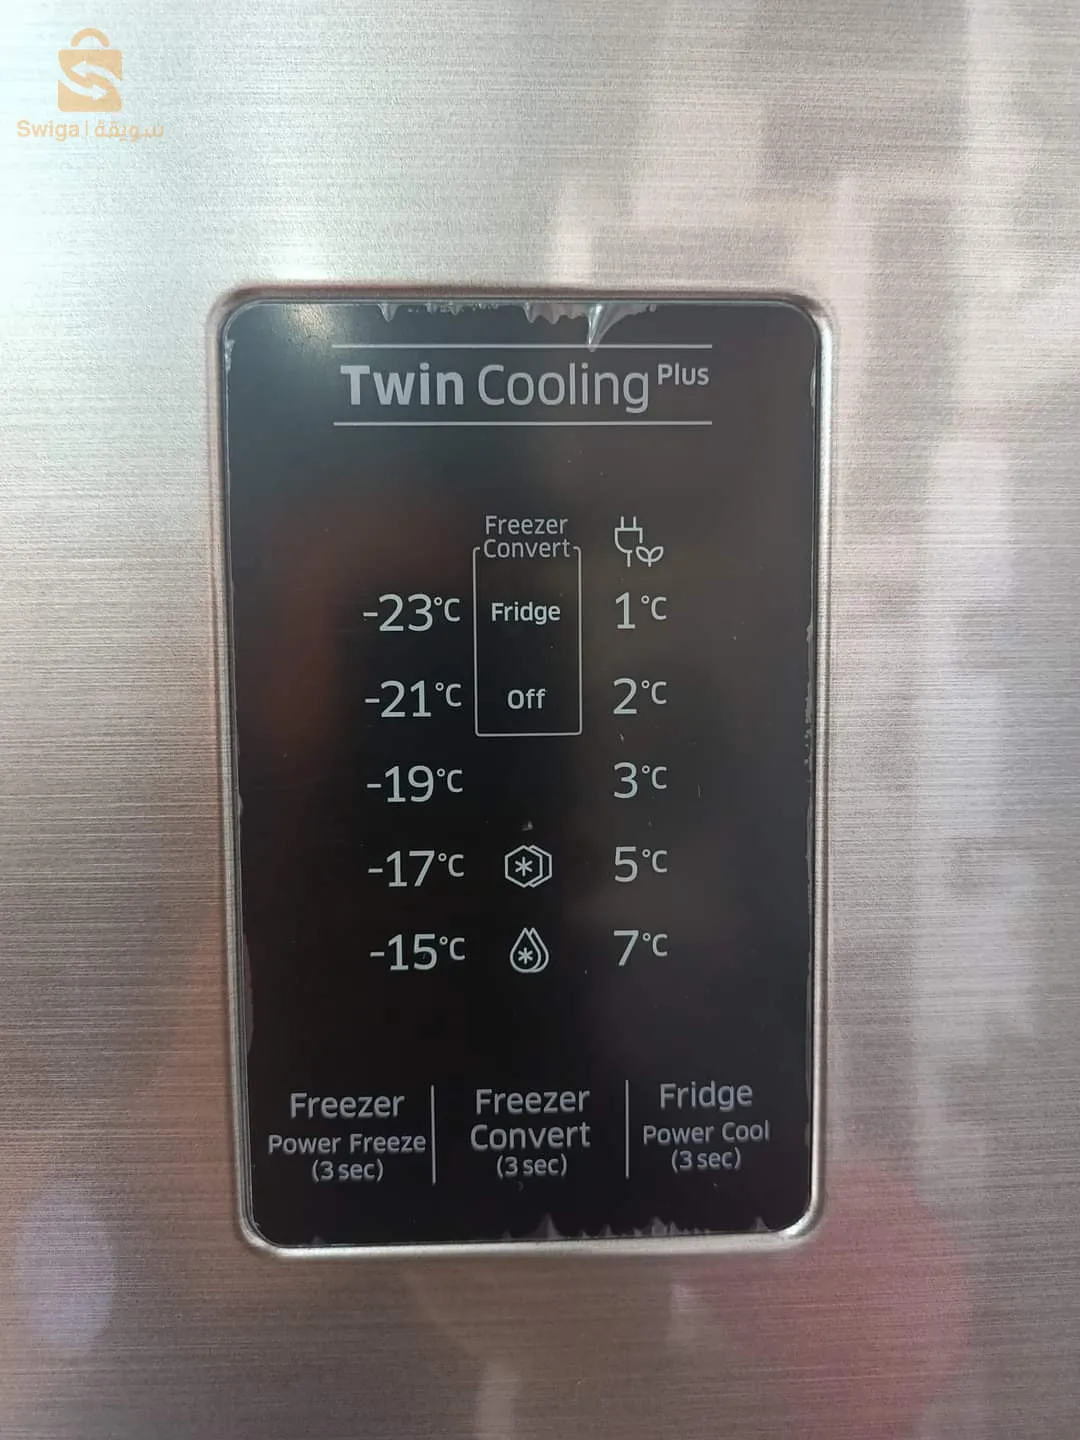 Swiga | سويقة
Twin Cooling Plus
Freezer
Convert
-23°C Fridge 1°C
-21°C Off 2°C
-19°C 3°C
-17°C 5°C
-15°C 7°C
Freezer
Power Freeze
(3 sec)
Freezer
Convert
(3 sec)
Fridge
Power Cool
(3 sec)